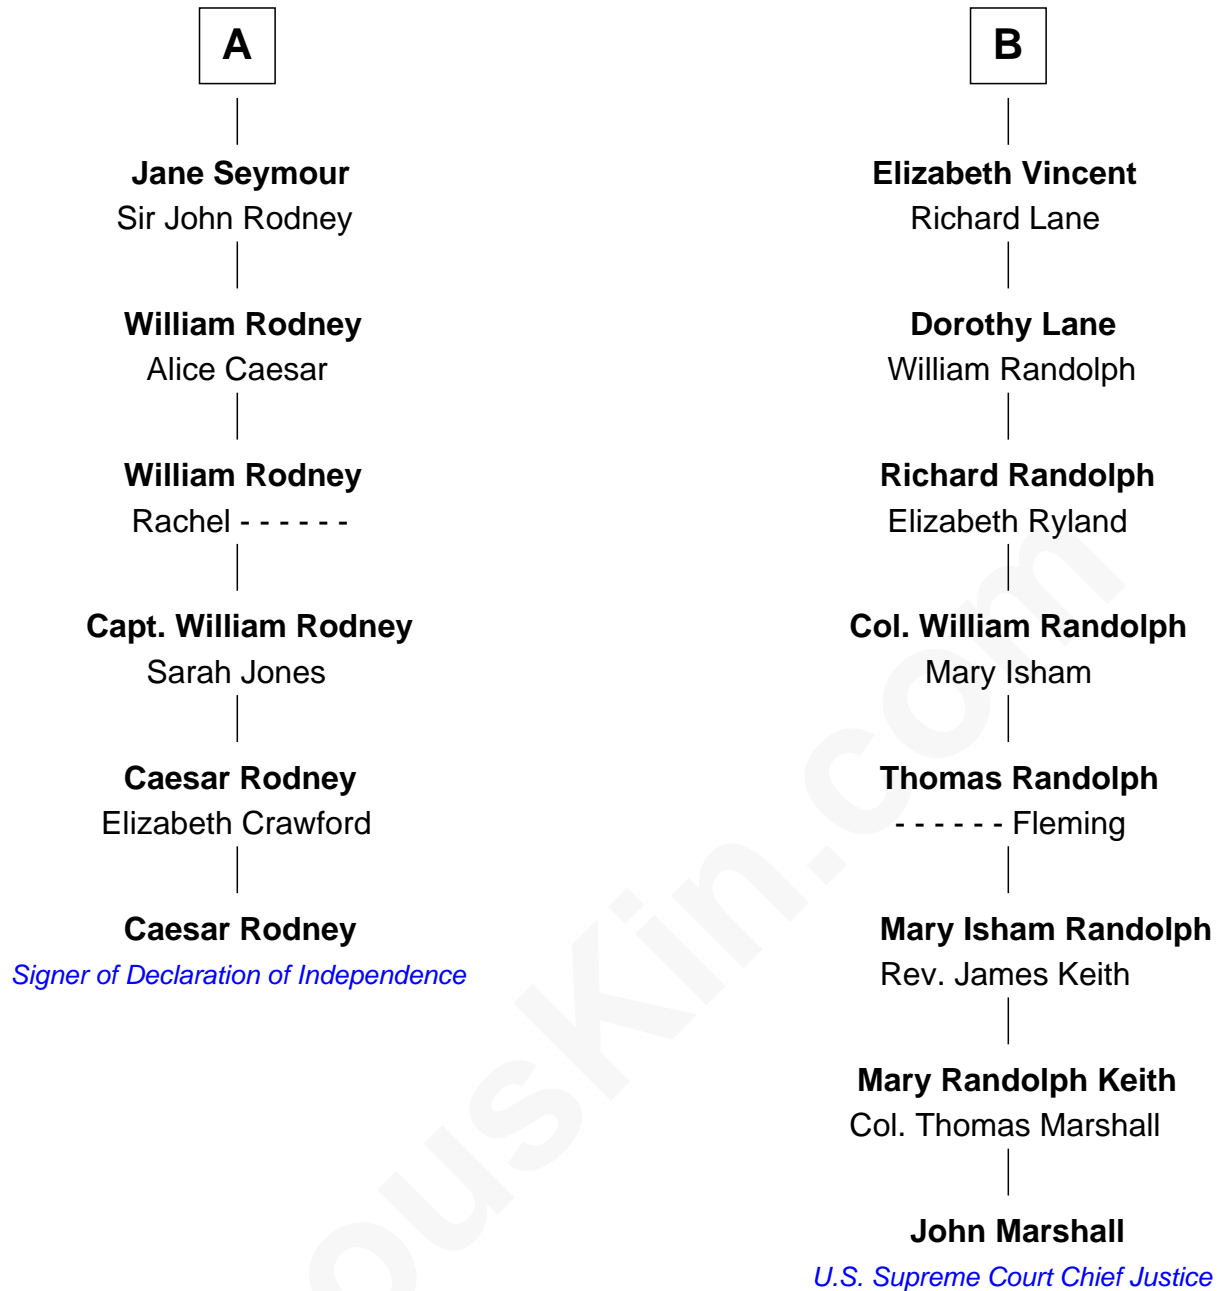 A
Jane Seymour
Sir John Rodney
William Rodney
Alice Caesar
William Rodney
Rachel - - - - - -
Capt. William Rodney
Sarah Jones
Caesar Rodney
Elizabeth Crawford
Caesar Rodney
Signer of Declaration of Independence
B
Elizabeth Vincent
Richard Lane
Dorothy Lane
William Randolph
Richard Randolph
Elizabeth Ryland
Col. William Randolph
Mary Isham
Thomas Randolph
- - - - - - Fleming
Mary Isham Randolph
Rev. James Keith
Mary Randolph Keith
Col. Thomas Marshall
John Marshall
U.S. Supreme Court Chief Justice
ousKin.com